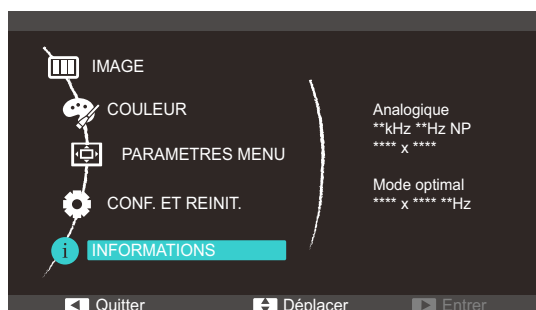 IMAGE
COULEUR
PARAMETRES MENU
CONF. ET REINIT.
i INFORMATIONS
Analogique
**kHz **Hz NP
**** x ****
Mode optimal
**** x **** **Hz
Quitter
Déplacer
Entrer